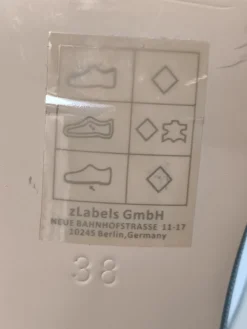 zLabels GmbH
NEUE BAHNHOFSTRASSE 11-17
10245 Berlin,Germany
38